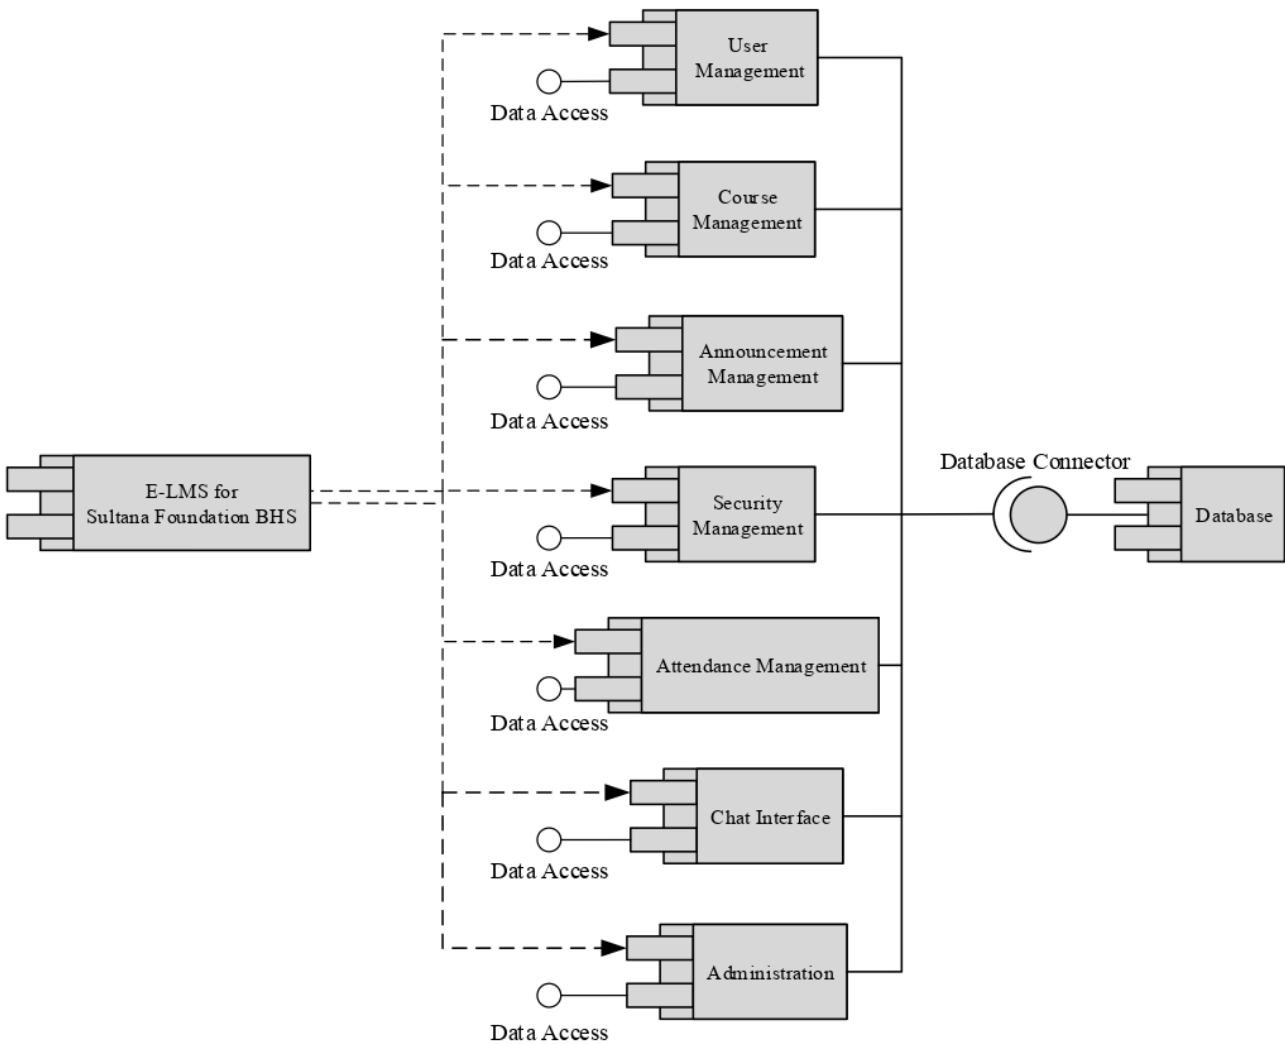 User
Management
Data Access
Course
Management
Data Access
Announcement
Management
Data Access
E-LMS for
Sultana Foundation BHS
Security
Management
Data Access
Database Connector
Database
Attendance Management
Data Access
Chat Interface
Data Access
Administration
Data Access